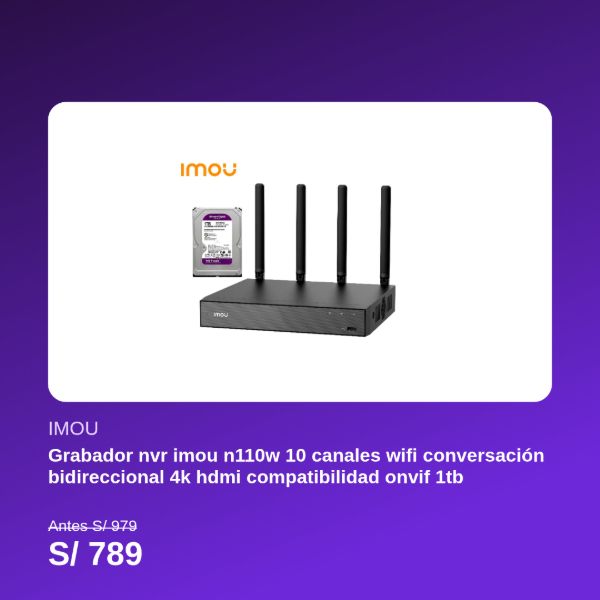 imou
imou
IMOU
Grabador nvr imou n110w 10 canales wifi conversación
bidireccional 4k hdmi compatibilidad onvif 1tb
Antes S/ 979
S/ 789